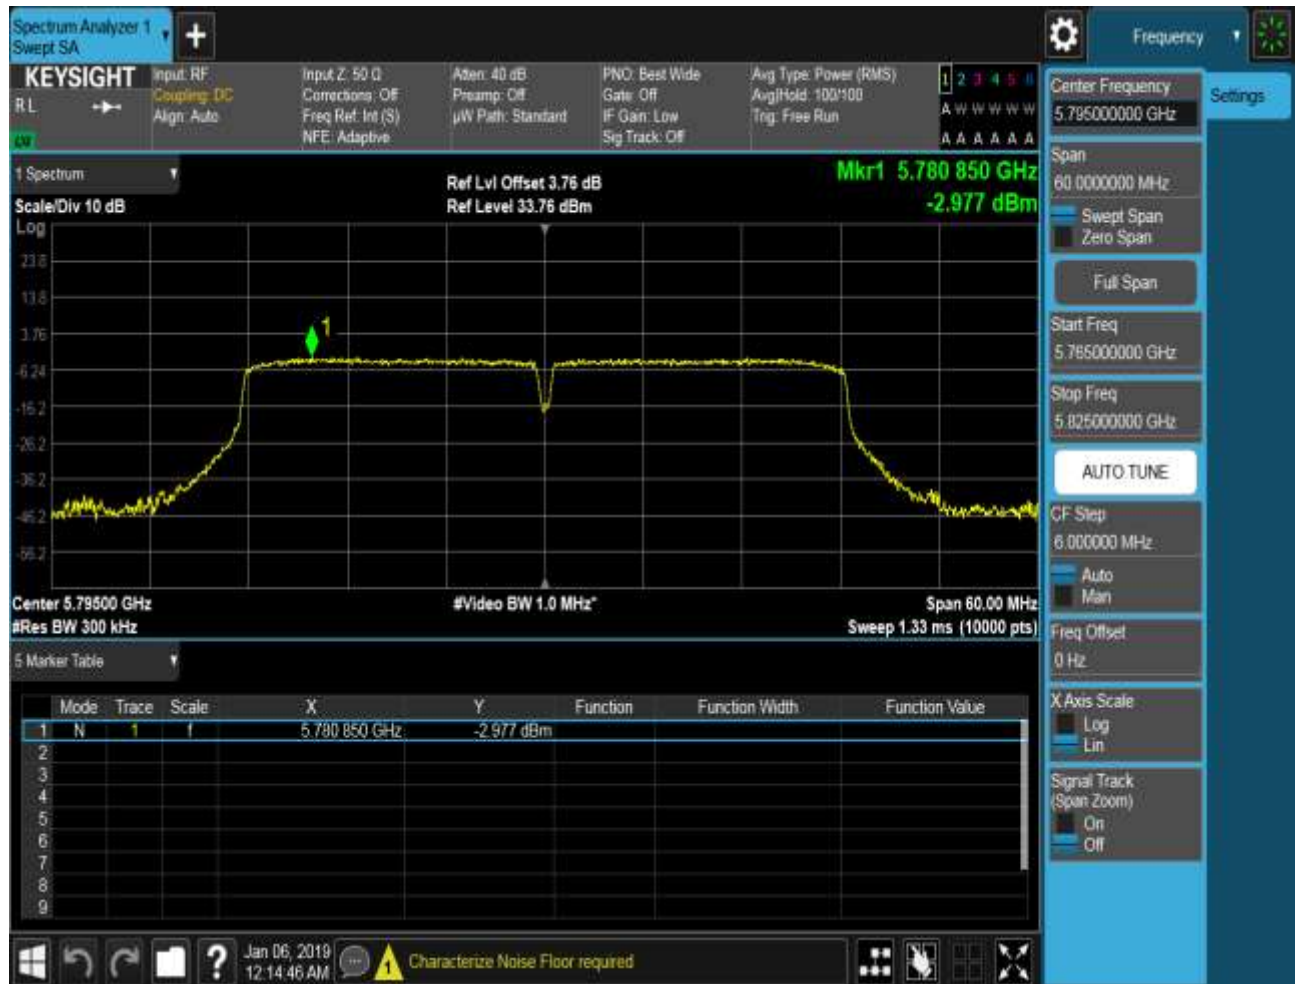 Spectrum Analyzer 1
Swept SA
+
Frequency
KEYSIGHT
RL
Input: RF
Coupling: DC
Align: Auto
Input Z: 50 Ω
Corrections: Off
Freq Ref: Int (S)
NFE: Adaptive
Atten: 40 dB
Preamp: Off
µW Path: Standard
PNO: Best Wide
Gate: Off
IF Gain: Low
Sig Track: Off
Avg Type: Power (RMS)
Avg|Hold: 100/100
Trig: Free Run
1 2 3 4 5 6
A W W W W W
A A A A A A
1 Spectrum
Scale/Div 10 dB
Log
Ref Lvl Offset 3.76 dB
Ref Level 33.76 dBm
Mkr1 5.780 850 GHz
-2.977 dBm
23.8
13.8
3.76
-6.24
-16.2
-26.2
-36.2
-46.2
-56.2
1
Center 5.79500 GHz
#Res BW 300 kHz
#Video BW 1.0 MHz*
Span 60.00 MHz
Sweep 1.33 ms (10000 pts)
5 Marker Table
Mode Trace Scale X Y Function Function Width Function Value
1 N 1 f 5.780 850 GHz -2.977 dBm
2
3
4
5
6
7
8
9
Center Frequency
5.795000000 GHz
Settings
Span
60.0000000 MHz
Swept Span
Zero Span
Full Span
Start Freq
5.765000000 GHz
Stop Freq
5.825000000 GHz
AUTO TUNE
CF Step
6.000000 MHz
Auto
Man
Freq Offset
0 Hz
X Axis Scale
Log
Lin
Signal Track
(Span Zoom)
On
Off
?
Jan 06, 2019
12:14:46 AM
1
Characterize Noise Floor required